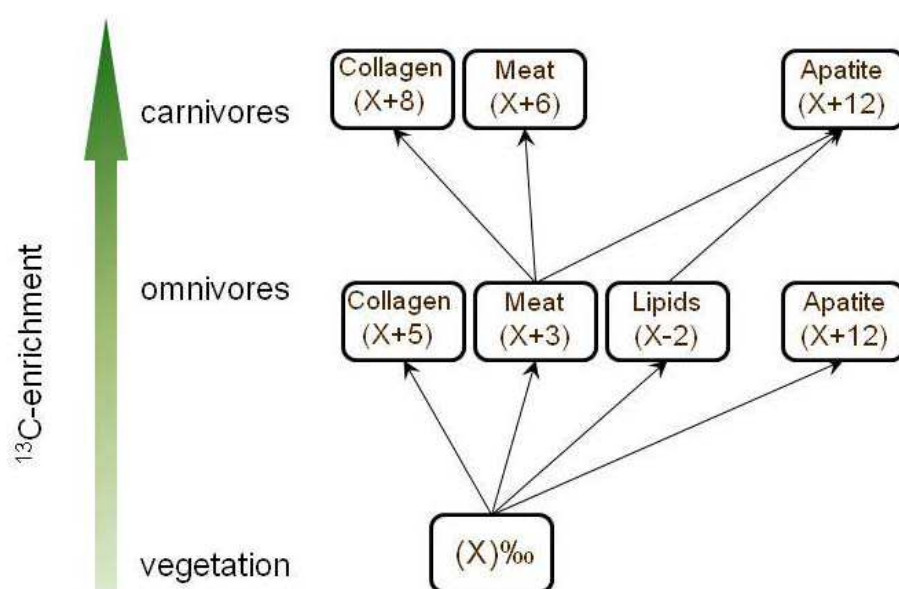 carnivores
Collagen
(X+8)
Meat
(X+6)
Apatite
(X+12)
omnivores
Collagen
(X+5)
Meat
(X+3)
Lipids
(X-2)
Apatite
(X+12)
¹³C-enrichment
vegetation
(X)‰